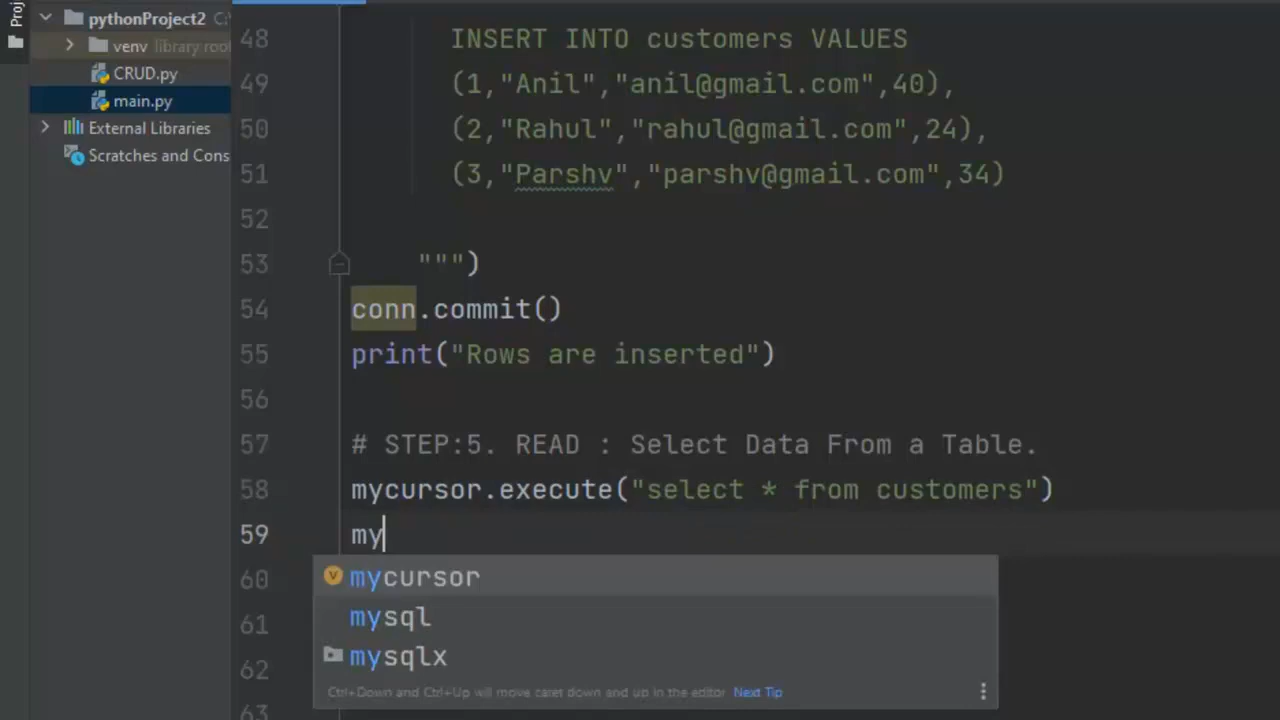 Proj
pythonProject2 C:\
venv library root
CRUD.py
main.py
External Libraries
Scratches and Cons
48 INSERT INTO customers VALUES
49 (1,"Anil","anil@gmail.com",40),
50 (2,"Rahul","rahul@gmail.com",24),
51 (3,"Parshv","parshv@gmail.com",34)
52
53 """)
54 conn.commit()
55 print("Rows are inserted")
56
57 # STEP:5. READ : Select Data From a Table.
58 mycursor.execute("select * from customers")
59 my
60 mycursor
61 mysql
62 mysqlx
Ctrl+Down and Ctrl+Up will move caret down and up in the editor Next Tip
63